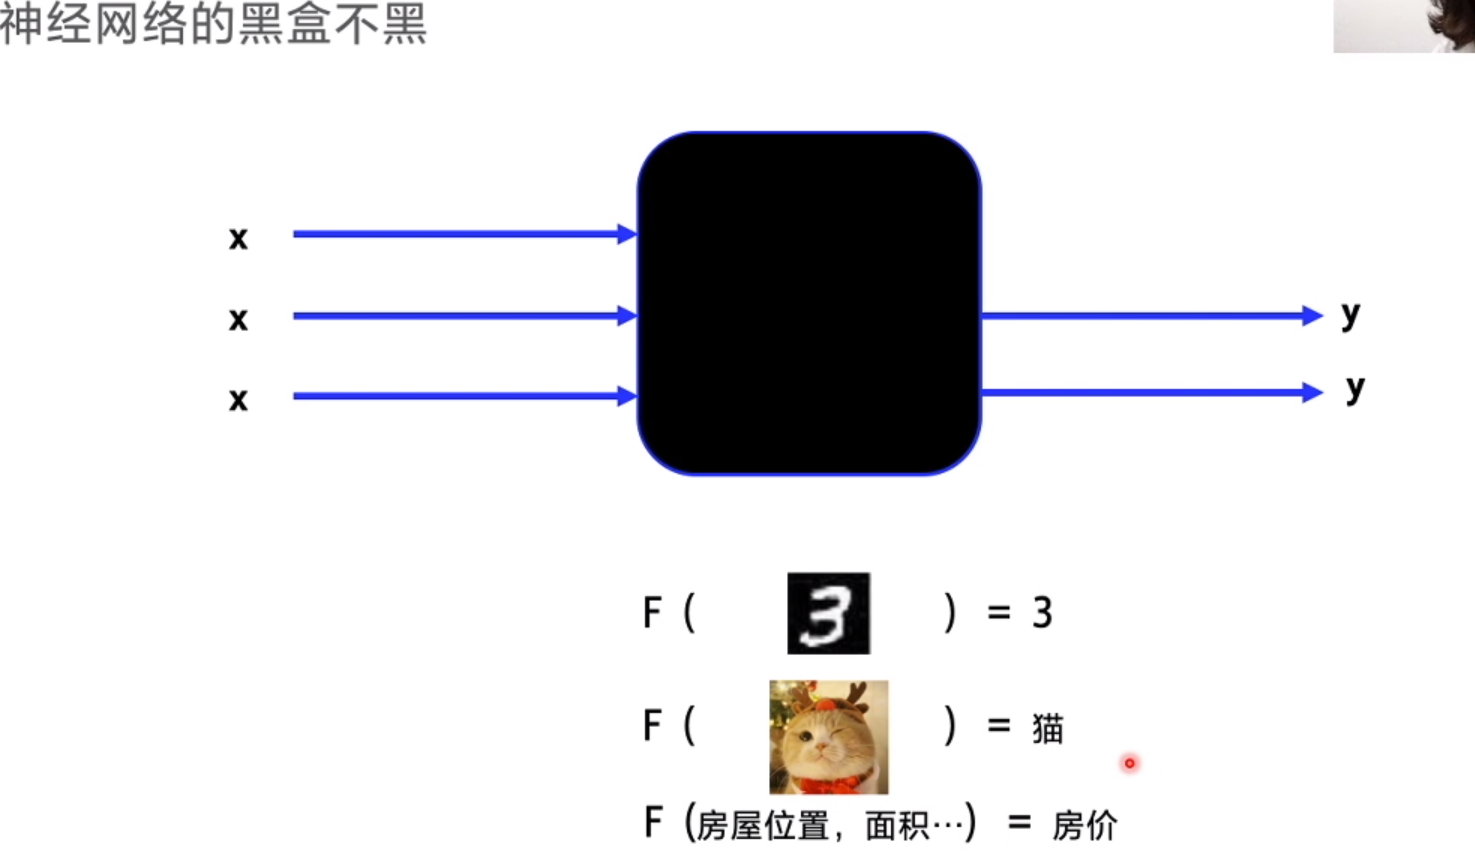 神经网络的黑盒不黑
x
x
x
y
y
F ( 3 ) = 3
F ( ) = 猫
F (房屋位置，面积…) = 房价